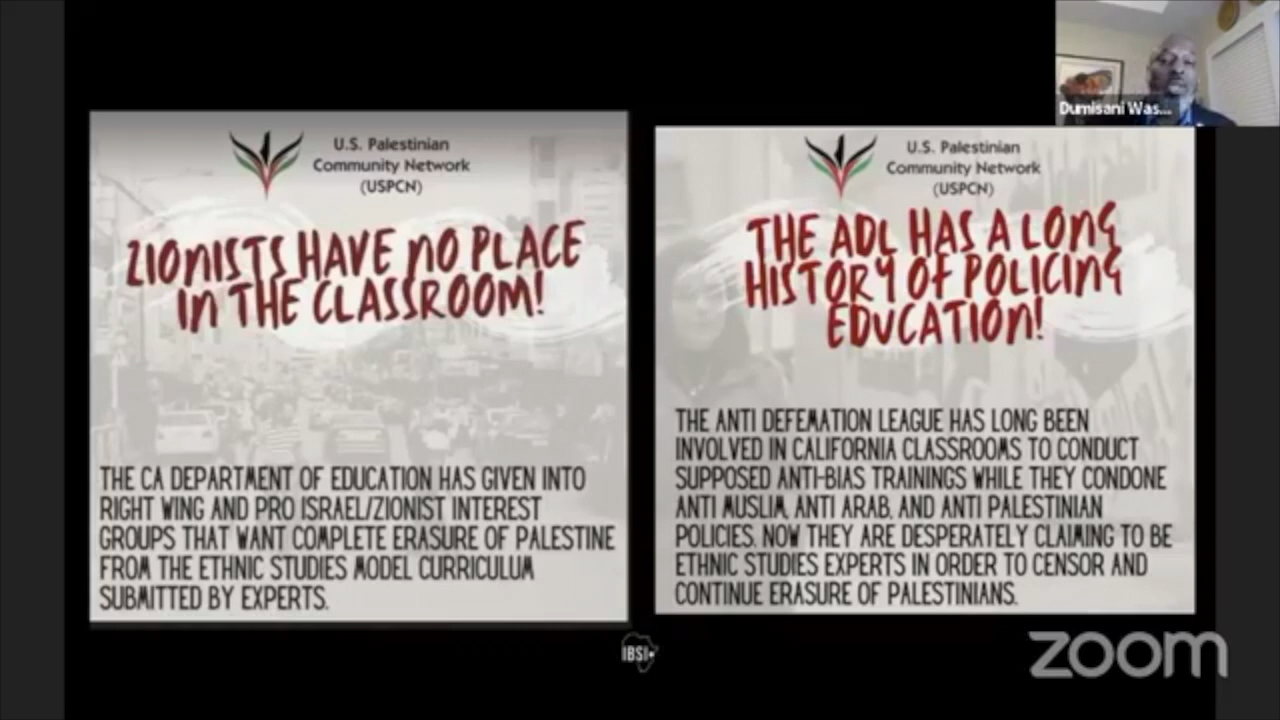 Dumisani Was...
U.S. Palestinian
Community Network
(USPCN)
ZIONISTS HAVE NO PLACE
IN THE CLASSROOM!
THE CA DEPARTMENT OF EDUCATION HAS GIVEN INTO
RIGHT WING AND PRO ISRAEL/ZIONIST INTEREST
GROUPS THAT WANT COMPLETE ERASURE OF PALESTINE
FROM THE ETHNIC STUDIES MODEL CURRICULUM
SUBMITTED BY EXPERTS.
U.S. Palestinian
Community Network
(USPCN)
THE ADL HAS A LONG
HISTORY OF POLICING
EDUCATION!
THE ANTI DEFEMATION LEAGUE HAS LONG BEEN
INVOLVED IN CALIFORNIA CLASSROOMS TO CONDUCT
SUPPOSED ANTI-BIAS TRAININGS WHILE THEY CONDONE
ANTI MUSLIM, ANTI ARAB, AND ANTI PALESTINIAN
POLICIES. NOW THEY ARE DESPERATELY CLAIMING TO BE
ETHNIC STUDIES EXPERTS IN ORDER TO CENSOR AND
CONTINUE ERASURE OF PALESTINIANS.
IBSI
zoom